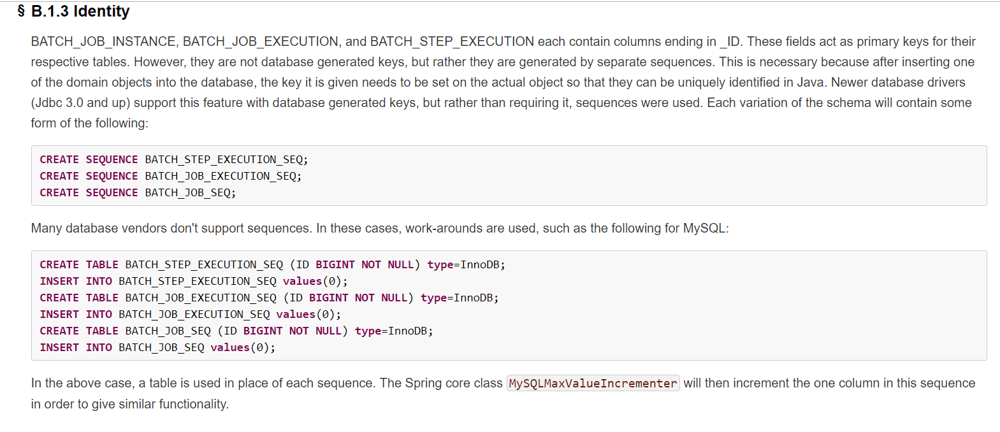 § B.1.3 Identity
BATCH_JOB_INSTANCE, BATCH_JOB_EXECUTION, and BATCH_STEP_EXECUTION each contain columns ending in _ID. These fields act as primary keys for their
respective tables. However, they are not database generated keys, but rather they are generated by separate sequences. This is necessary because after inserting one
of the domain objects into the database, the key it is given needs to be set on the actual object so that they can be uniquely identified in Java. Newer database drivers
(Jdbc 3.0 and up) support this feature with database generated keys, but rather than requiring it, sequences were used. Each variation of the schema will contain some
form of the following:
CREATE SEQUENCE BATCH_STEP_EXECUTION_SEQ;
CREATE SEQUENCE BATCH_JOB_EXECUTION_SEQ;
CREATE SEQUENCE BATCH_JOB_SEQ;
Many database vendors don't support sequences. In these cases, work-arounds are used, such as the following for MySQL:
CREATE TABLE BATCH_STEP_EXECUTION_SEQ (ID BIGINT NOT NULL) type=InnoDB;
INSERT INTO BATCH_STEP_EXECUTION_SEQ values(0);
CREATE TABLE BATCH_JOB_EXECUTION_SEQ (ID BIGINT NOT NULL) type=InnoDB;
INSERT INTO BATCH_JOB_EXECUTION_SEQ values(0);
CREATE TABLE BATCH_JOB_SEQ (ID BIGINT NOT NULL) type=InnoDB;
INSERT INTO BATCH_JOB_SEQ values(0);
In the above case, a table is used in place of each sequence. The Spring core class MySQLMaxValueIncrementer will then increment the one column in this sequence
in order to give similar functionality.